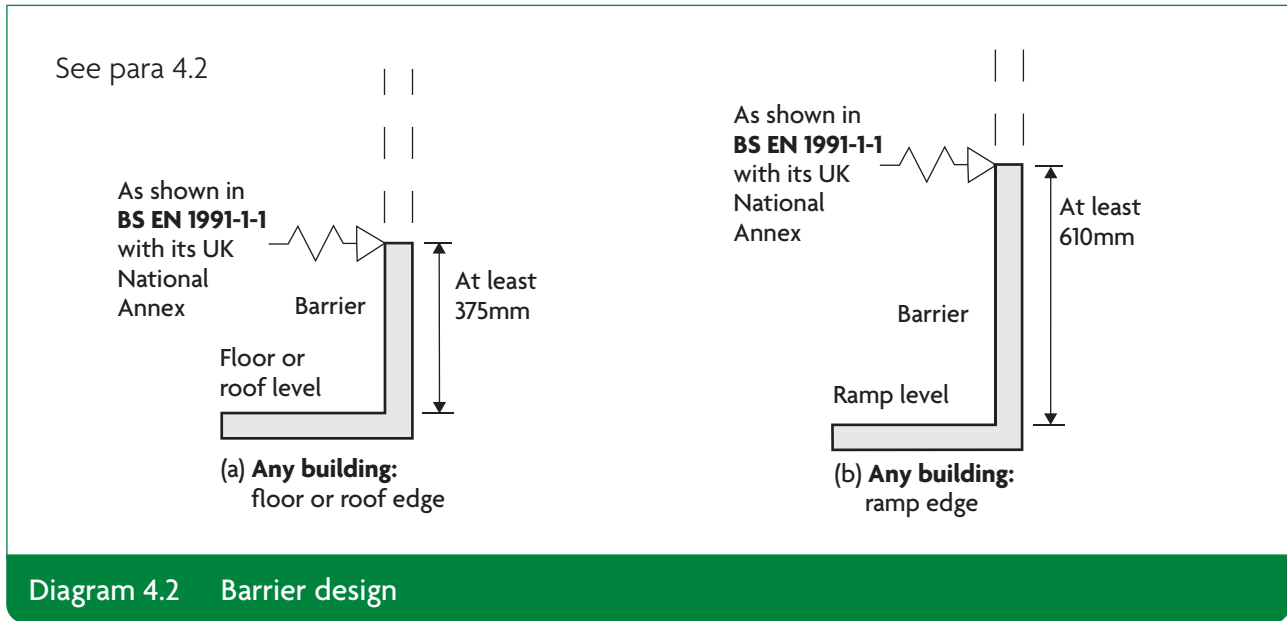 See para 4.2
As shown in
BS EN 1991-1-1
with its UK
National
Annex
Barrier
At least
375mm
Floor or
roof level
(a) Any building:
floor or roof edge
As shown in
BS EN 1991-1-1
with its UK
National
Annex
At least
610mm
Barrier
Ramp level
(b) Any building:
ramp edge
Diagram 4.2 Barrier design